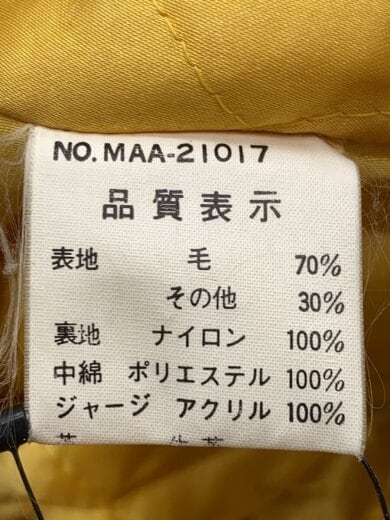 NO. MAA-21017
品質表示
表地 毛 70%
その他 30%
裏地 ナイロン 100%
中綿 ポリエステル 100%
ジャージ アクリル 100%